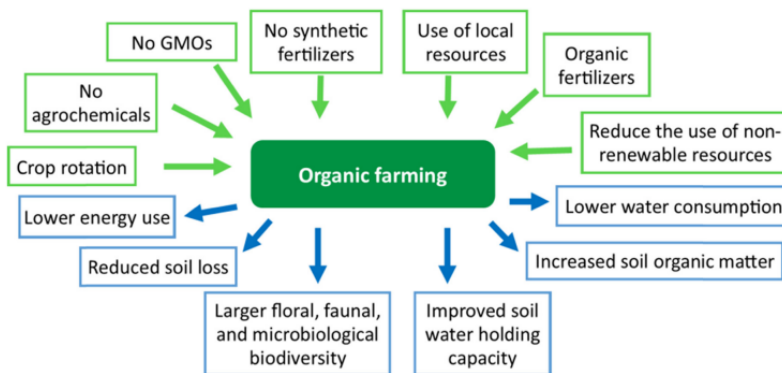 No GMOs
No synthetic
fertilizers
Use of local
resources
Organic
fertilizers
No
agrochemicals
Reduce the use of non-
renewable resources
Crop rotation
Organic farming
Lower energy use
Lower water consumption
Reduced soil loss
Increased soil organic matter
Larger floral, faunal,
and microbiological
biodiversity
Improved soil
water holding
capacity